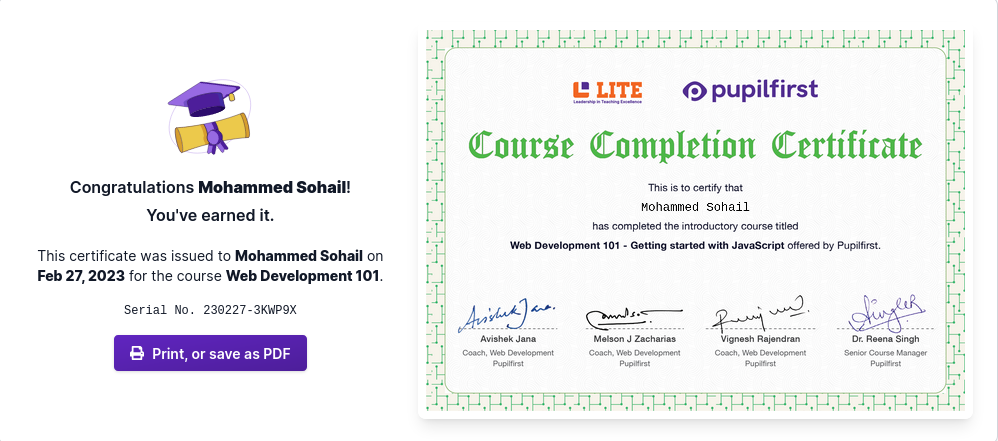 Congratulations Mohammed Sohail!
You've earned it.
This certificate was issued to Mohammed Sohail on
Feb 27, 2023 for the course Web Development 101.
Serial No. 230227-3KWP9X
Print, or save as PDF
LITE
Leadership in Teaching Excellence
pupilfirst
Course Completion Certificate
This is to certify that
Mohammed Sohail
has completed the introductory course titled
Web Development 101 - Getting started with JavaScript offered by Pupilfirst.
Avishek Jana.
Avishek Jana
Coach, Web Development
Pupilfirst
Melson J Zacharias
Coach, Web Development
Pupilfirst
Vignesh Rajendran
Coach, Web Development
Pupilfirst
Dr. Reena Singh
Senior Course Manager
Pupilfirst